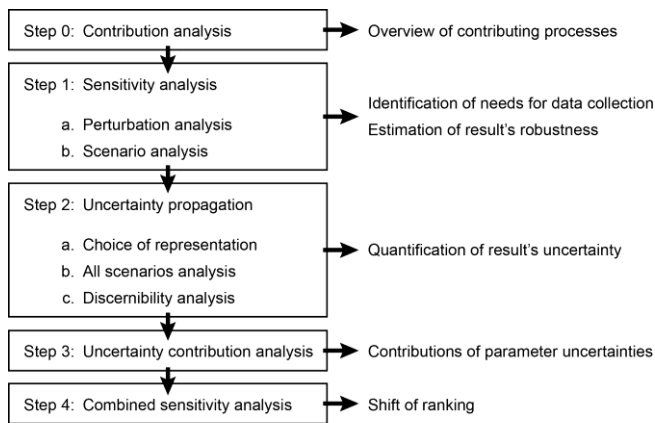 Step 0: Contribution analysis
Overview of contributing processes
Step 1: Sensitivity analysis
a. Perturbation analysis
b. Scenario analysis
Identification of needs for data collection
Estimation of result's robustness
Step 2: Uncertainty propagation
a. Choice of representation
b. All scenarios analysis
c. Discernibility analysis
Quantification of result's uncertainty
Step 3: Uncertainty contribution analysis
Contributions of parameter uncertainties
Step 4: Combined sensitivity analysis
Shift of ranking